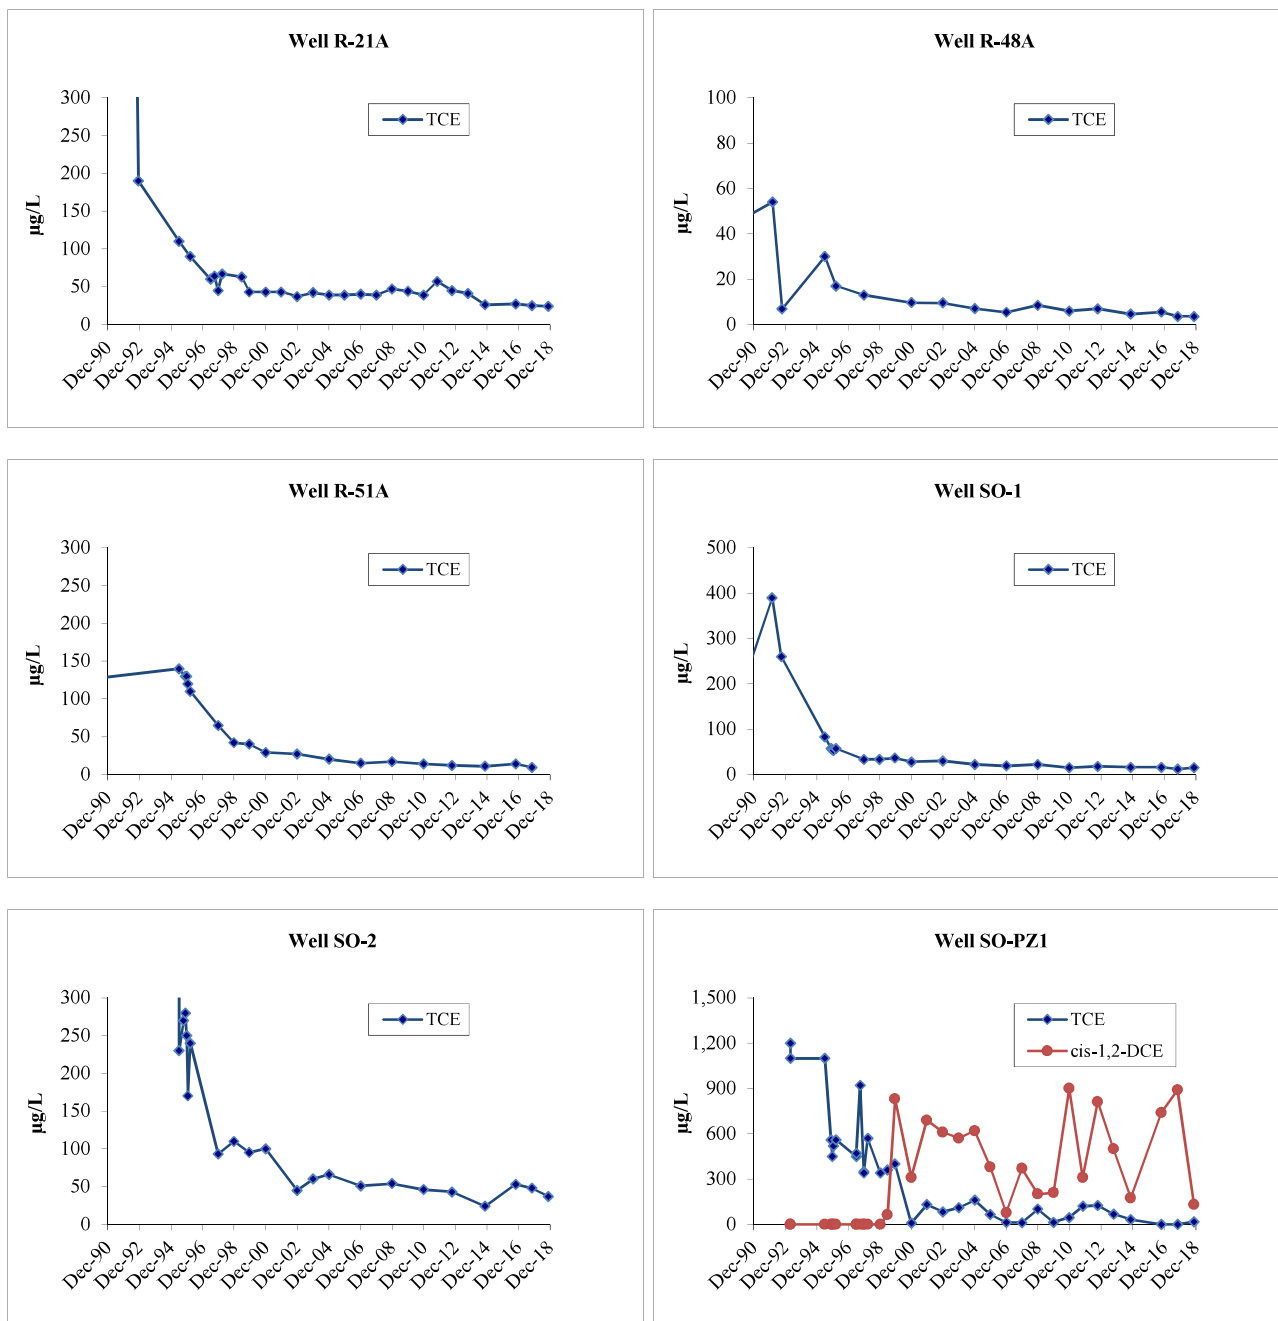 Well R-21A
300
250
200
150
100
50
0
µg/L
TCE
Dec-90
Dec-92
Dec-94
Dec-96
Dec-98
Dec-00
Dec-02
Dec-04
Dec-06
Dec-08
Dec-10
Dec-12
Dec-14
Dec-16
Dec-18
Well R-48A
100
80
60
40
20
0
µg/L
TCE
Dec-90
Dec-92
Dec-94
Dec-96
Dec-98
Dec-00
Dec-02
Dec-04
Dec-06
Dec-08
Dec-10
Dec-12
Dec-14
Dec-16
Dec-18
Well R-51A
300
250
200
150
100
50
0
µg/L
TCE
Dec-90
Dec-92
Dec-94
Dec-96
Dec-98
Dec-00
Dec-02
Dec-04
Dec-06
Dec-08
Dec-10
Dec-12
Dec-14
Dec-16
Dec-18
Well SO-1
500
400
300
200
100
0
µg/L
TCE
Dec-90
Dec-92
Dec-94
Dec-96
Dec-98
Dec-00
Dec-02
Dec-04
Dec-06
Dec-08
Dec-10
Dec-12
Dec-14
Dec-16
Dec-18
Well SO-2
300
250
200
150
100
50
0
µg/L
TCE
Dec-90
Dec-92
Dec-94
Dec-96
Dec-98
Dec-00
Dec-02
Dec-04
Dec-06
Dec-08
Dec-10
Dec-12
Dec-14
Dec-16
Dec-18
Well SO-PZ1
1,500
1,200
900
600
300
0
µg/L
TCE
cis-1,2-DCE
Dec-90
Dec-92
Dec-94
Dec-96
Dec-98
Dec-00
Dec-02
Dec-04
Dec-06
Dec-08
Dec-10
Dec-12
Dec-14
Dec-16
Dec-18